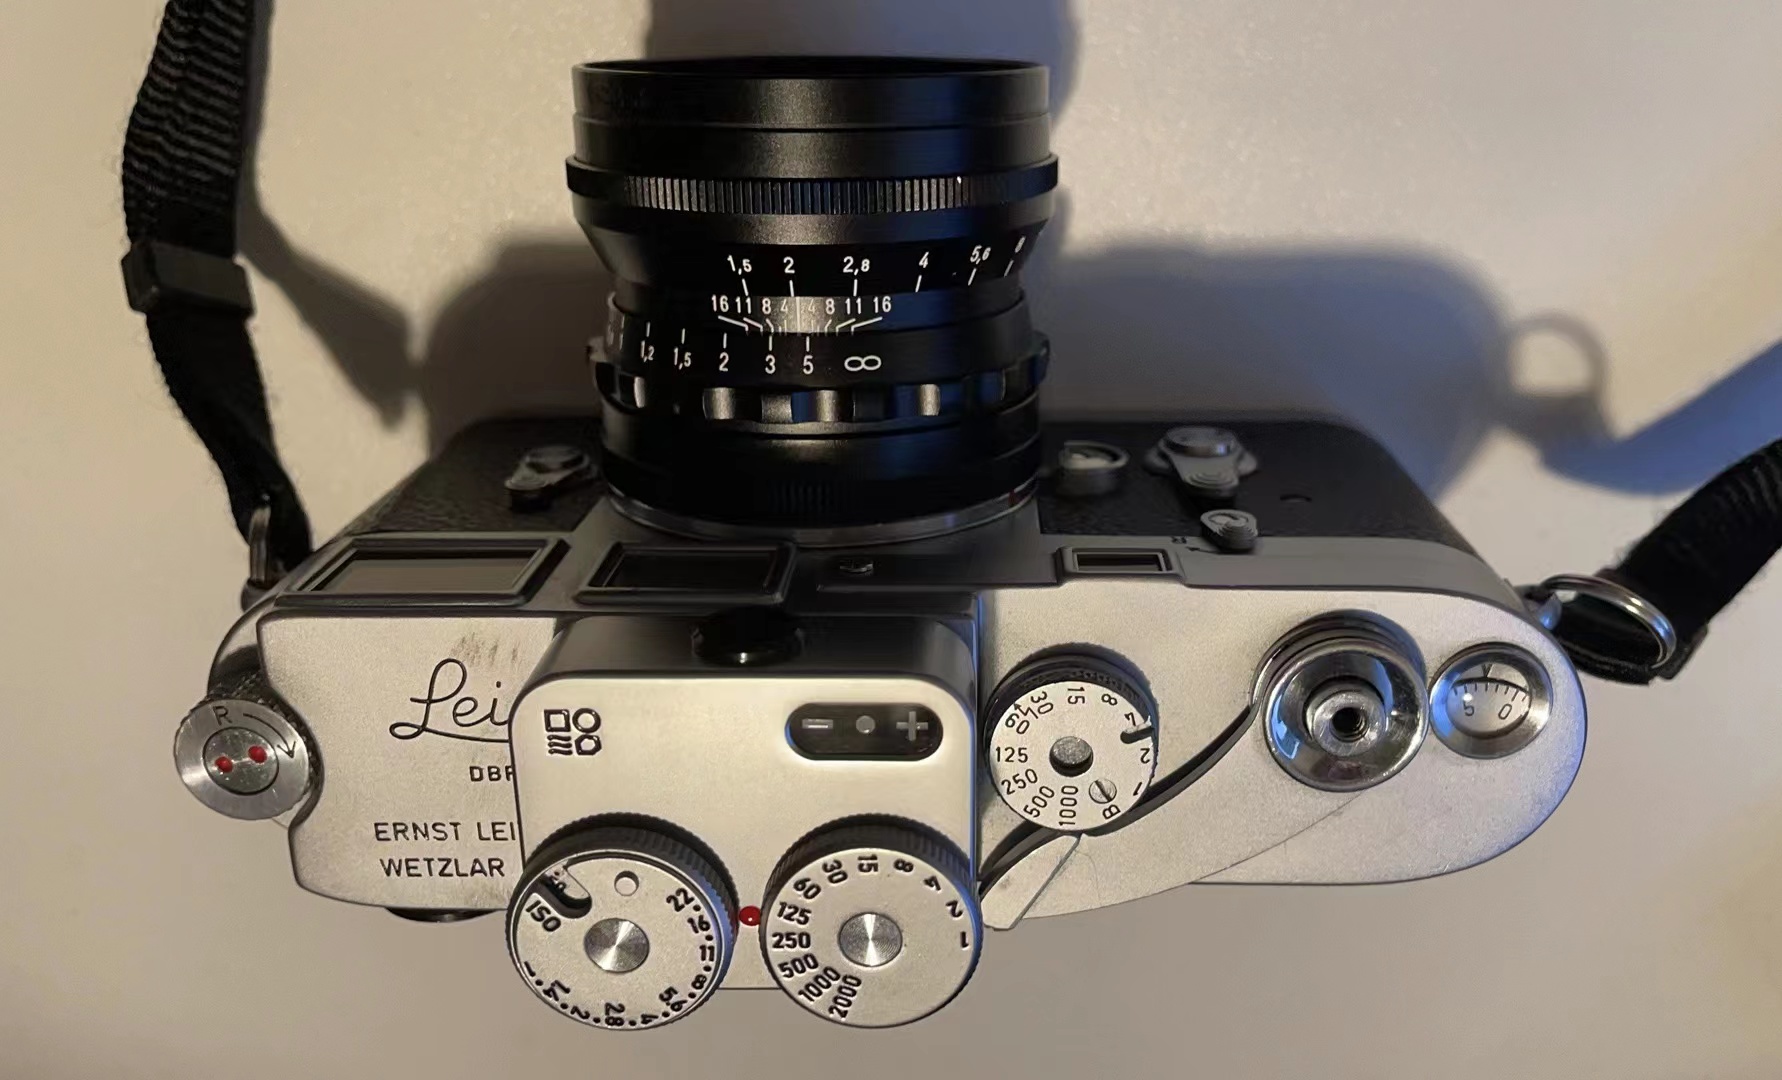 1,5 2 2,8 4 5,6 8
16 11 8 4 4 8 11 16
1,2 1,5 2 3 5 ∞
R
Lei
DBP
ERNST LEI
WETZLAR
R
− +
60 30 15 8 4 2 1 B 1000 500 250 125
5 0
ISO
22 16 11 8 5.6 4 2.8 2 1.4 1
1 2 4 8 15 30 60 125 250 500 1000 2000